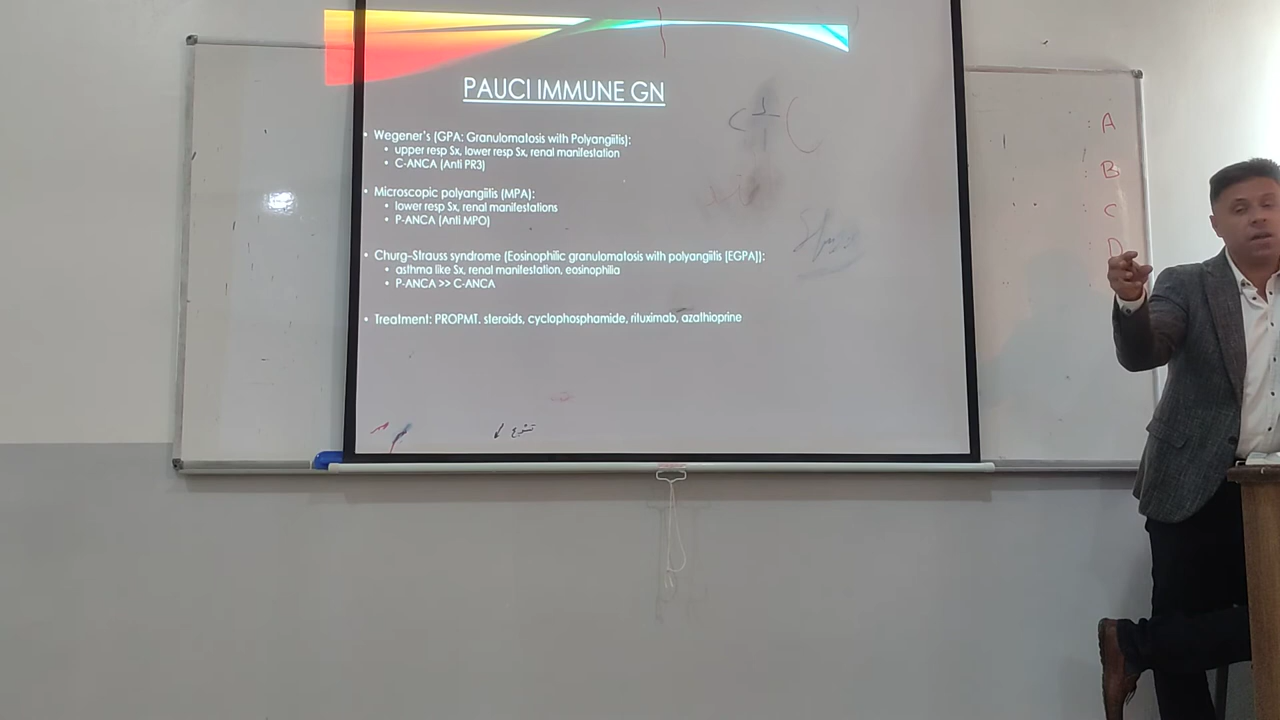 PAUCI IMMUNE GN
• Wegener's (GPA: Granulomatosis with Polyangiitis):
• upper resp Sx, lower resp Sx, renal manifestation
• C-ANCA (Anti PR3)
• Microscopic polyangiitis (MPA):
• lower resp Sx, renal manifestations
• P-ANCA (Anti MPO)
• Churg–Strauss syndrome (Eosinophilic granulomatosis with polyangiitis [EGPA]):
• asthma like Sx, renal manifestation, eosinophilia
• P-ANCA >> C-ANCA
• Treatment: PROPMT. steroids, cyclophosphamide, rituximab, azathioprine
: A
: B
: C
: D